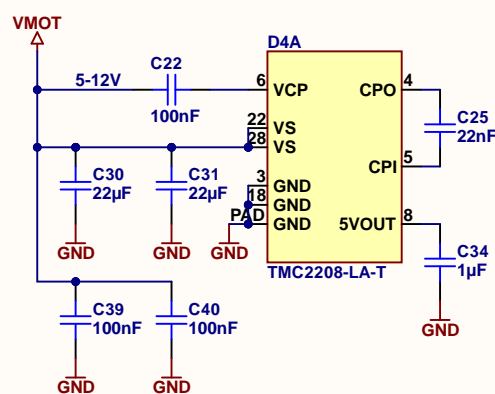 VMOT
D4A
C22
5-12V
100nF
6 VCP
CPO 4
C25
22nF
22 VS
28 VS
CPI 5
C30
22µF
C31
22µF
3 GND
18 GND
PAD GND
5VOUT 8
C34
1µF
GND
GND
GND
TMC2208-LA-T
C39
100nF
C40
100nF
GND
GND
GND